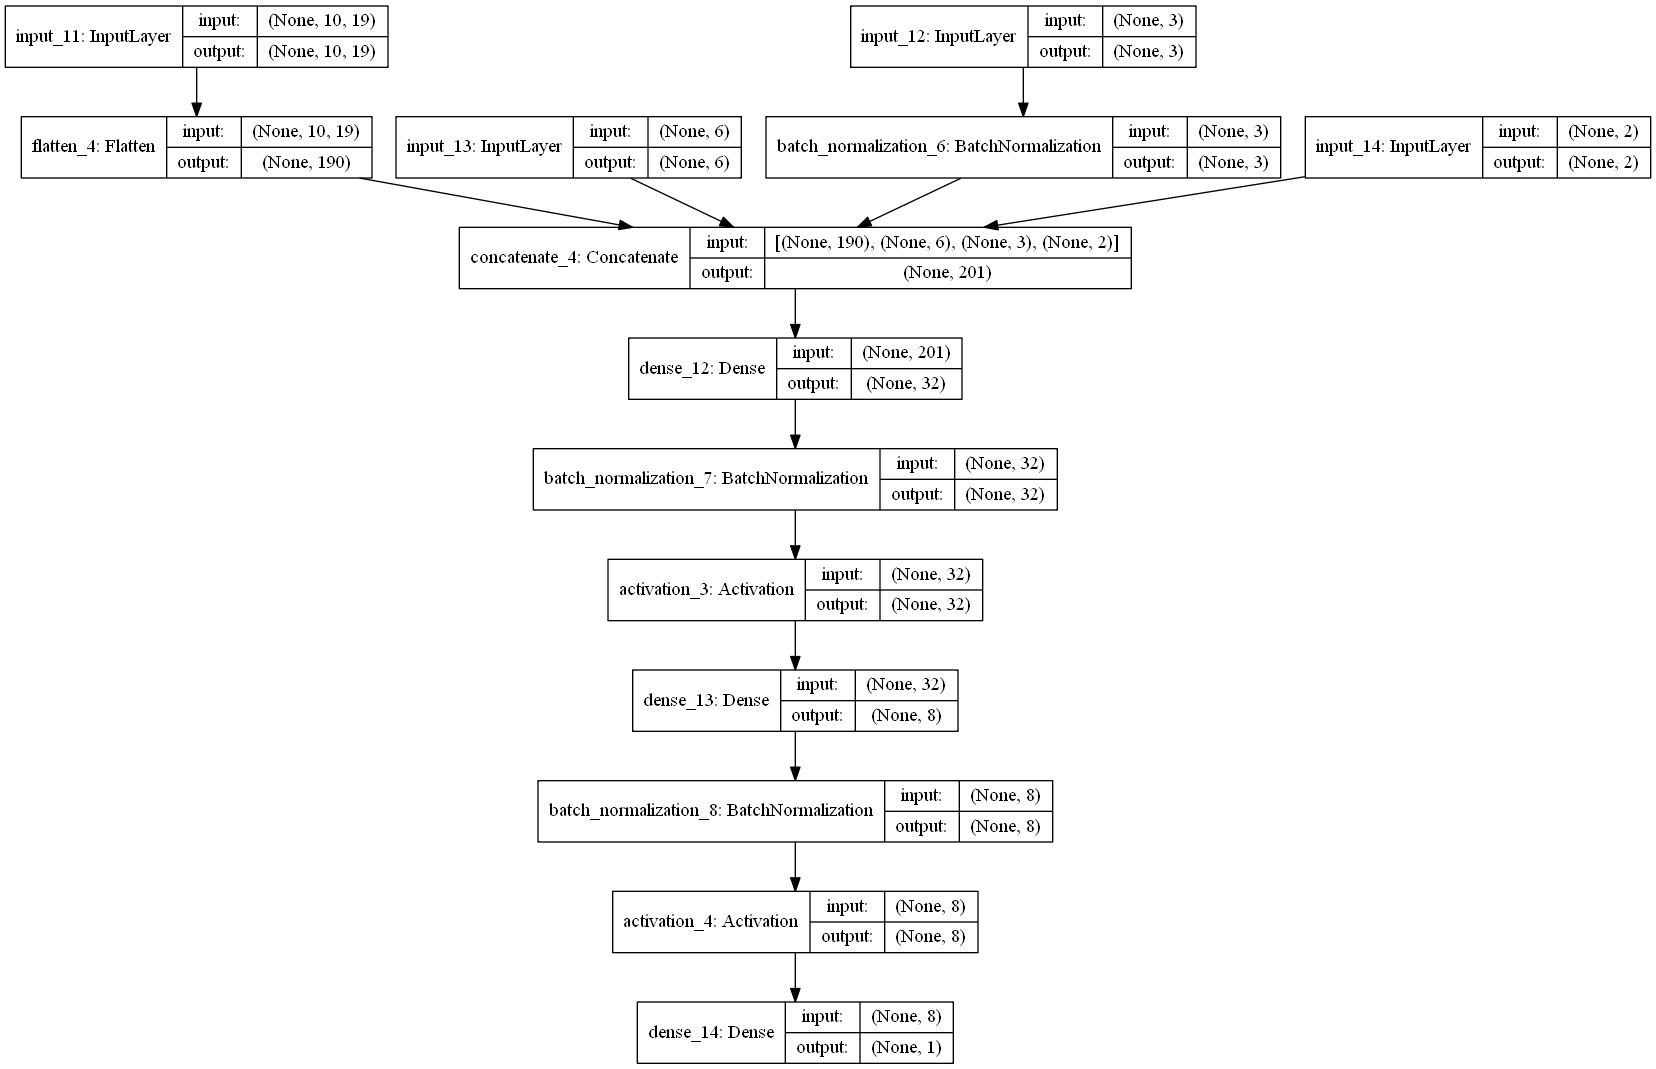 input_11: InputLayer
input: (None, 10, 19)
output: (None, 10, 19)
input_12: InputLayer
input: (None, 3)
output: (None, 3)
flatten_4: Flatten
input: (None, 10, 19)
output: (None, 190)
input_13: InputLayer
input: (None, 6)
output: (None, 6)
batch_normalization_6: BatchNormalization
input: (None, 3)
output: (None, 3)
input_14: InputLayer
input: (None, 2)
output: (None, 2)
concatenate_4: Concatenate
input: [(None, 190), (None, 6), (None, 3), (None, 2)]
output: (None, 201)
dense_12: Dense
input: (None, 201)
output: (None, 32)
batch_normalization_7: BatchNormalization
input: (None, 32)
output: (None, 32)
activation_3: Activation
input: (None, 32)
output: (None, 32)
dense_13: Dense
input: (None, 32)
output: (None, 8)
batch_normalization_8: BatchNormalization
input: (None, 8)
output: (None, 8)
activation_4: Activation
input: (None, 8)
output: (None, 8)
dense_14: Dense
input: (None, 8)
output: (None, 1)